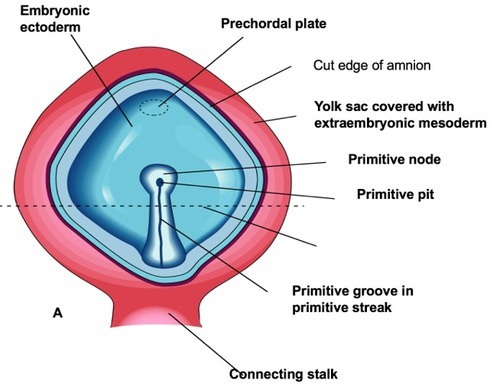 Embryonic
ectoderm
Prechordal plate
Cut edge of amnion
Yolk sac covered with
extraembryonic mesoderm
Primitive node
Primitive pit
Primitive groove in
primitive streak
A
Connecting stalk